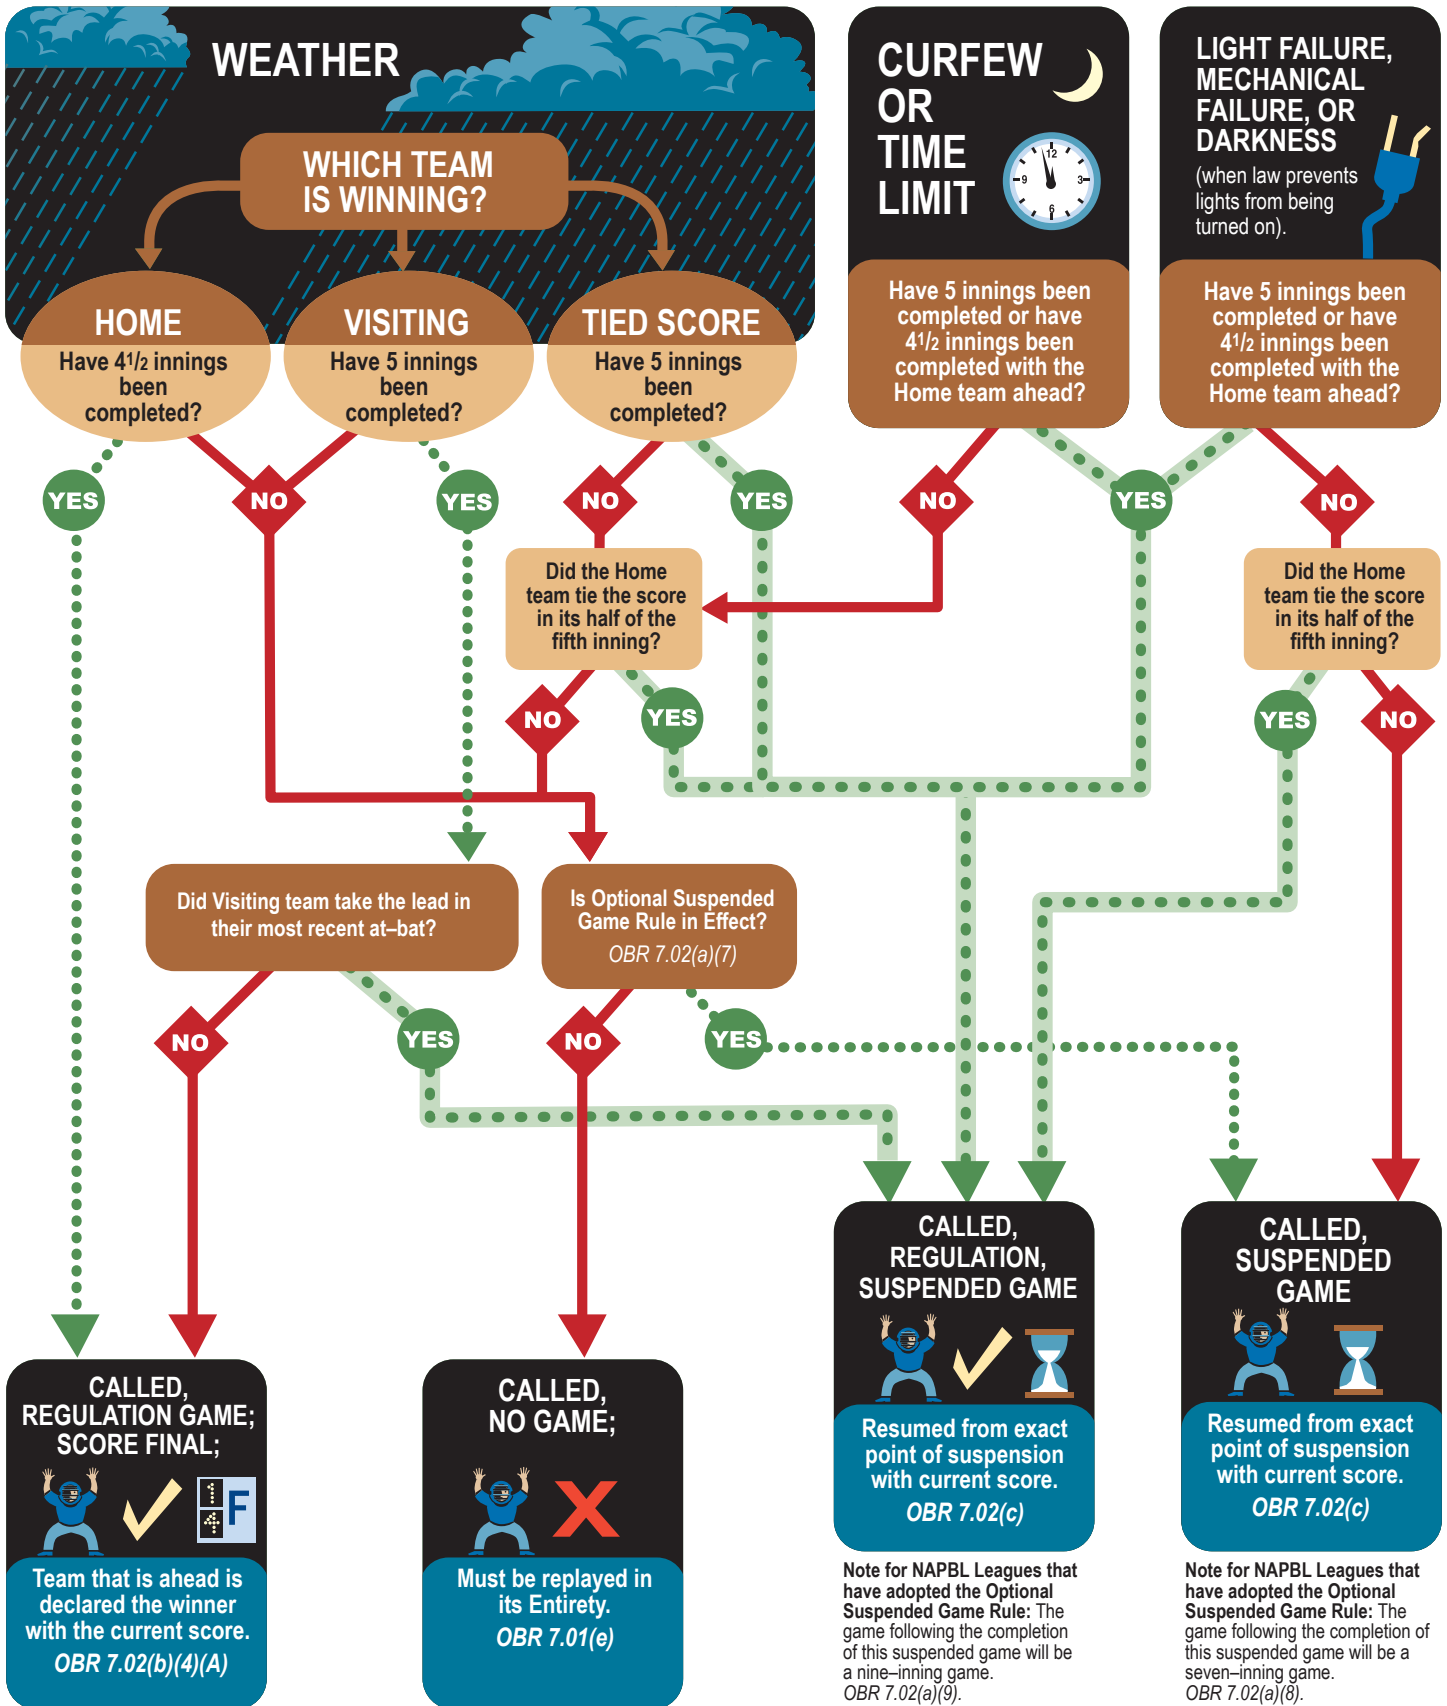 WEATHER
WHICH TEAM
IS WINNING?
HOME
Have 4 1/2 innings
been
completed?
VISITING
Have 5 innings
been
completed?
TIED SCORE
Have 5 innings
been
completed?
CURFEW
OR
TIME
LIMIT
12
3
6
9
Have 5 innings been
completed or have
4 1/2 innings been
completed with the
Home team ahead?
LIGHT FAILURE,
MECHANICAL
FAILURE, OR
DARKNESS
(when law prevents
lights from being
turned on).
Have 5 innings been
completed or have
4 1/2 innings been
completed with the
Home team ahead?
YES
NO
YES
NO
YES
NO
YES
NO
Did the Home
team tie the score
in its half of the
fifth inning?
Did the Home
team tie the score
in its half of the
fifth inning?
NO
YES
YES
NO
Did Visiting team take the lead in
their most recent at–bat?
Is Optional Suspended
Game Rule in Effect?
OBR 7.02(a)(7)
NO
YES
NO
YES
CALLED,
REGULATION GAME;
SCORE FINAL;
1
4
F
Team that is ahead is
declared the winner
with the current score.
OBR 7.02(b)(4)(A)
CALLED,
NO GAME;
Must be replayed in
its Entirety.
OBR 7.01(e)
CALLED,
REGULATION,
SUSPENDED GAME
Resumed from exact
point of suspension
with current score.
OBR 7.02(c)
Note for NAPBL Leagues that
have adopted the Optional
Suspended Game Rule: The
game following the completion
of this suspended game will be
a nine–inning game.
OBR 7.02(a)(9).
CALLED,
SUSPENDED
GAME
Resumed from exact
point of suspension
with current score.
OBR 7.02(c)
Note for NAPBL Leagues that
have adopted the Optional
Suspended Game Rule: The
game following the completion of
this suspended game will be a
seven–inning game.
OBR 7.02(a)(8).